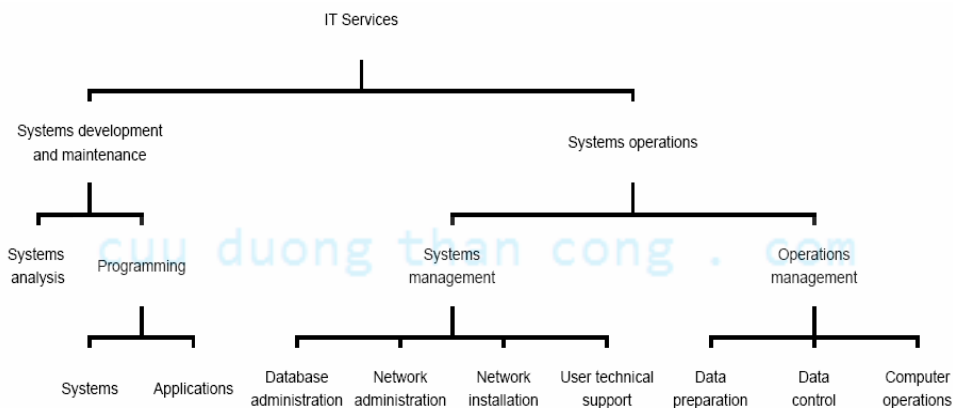 IT Services
Systems development
and maintenance
Systems operations
Systems
analysis
Programming
Systems
management
Operations
management
cuu duong than cong . com
Systems
Applications
Database
administration
Network
administration
Network
installation
User technical
support
Data
preparation
Data
control
Computer
operations